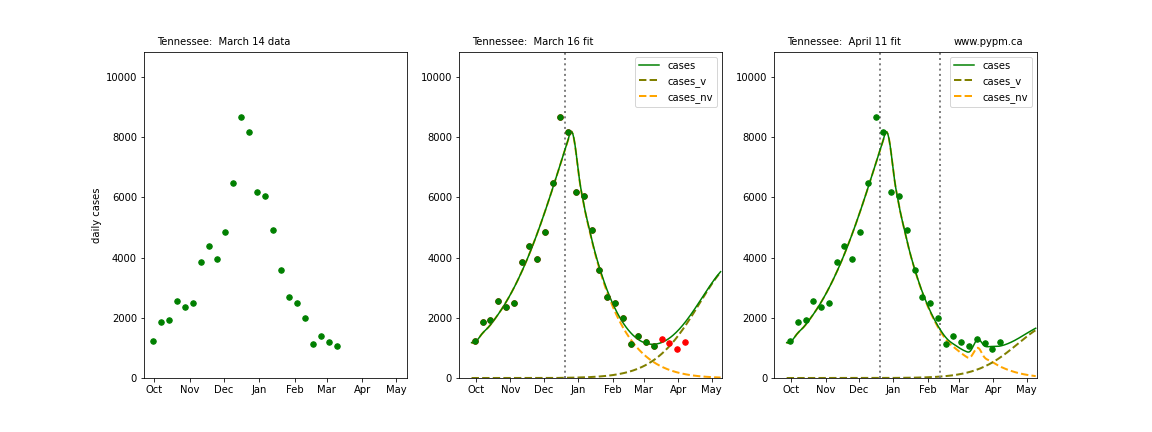 Tennessee: March 14 data
daily cases
10000
8000
6000
4000
2000
0
Oct Nov Dec Jan Feb Mar Apr May
Tennessee: March 16 fit
cases
cases_v
cases_nv
10000
8000
6000
4000
2000
0
Oct Nov Dec Jan Feb Mar Apr May
Tennessee: April 11 fit www.pypm.ca
cases
cases_v
cases_nv
10000
8000
6000
4000
2000
0
Oct Nov Dec Jan Feb Mar Apr May